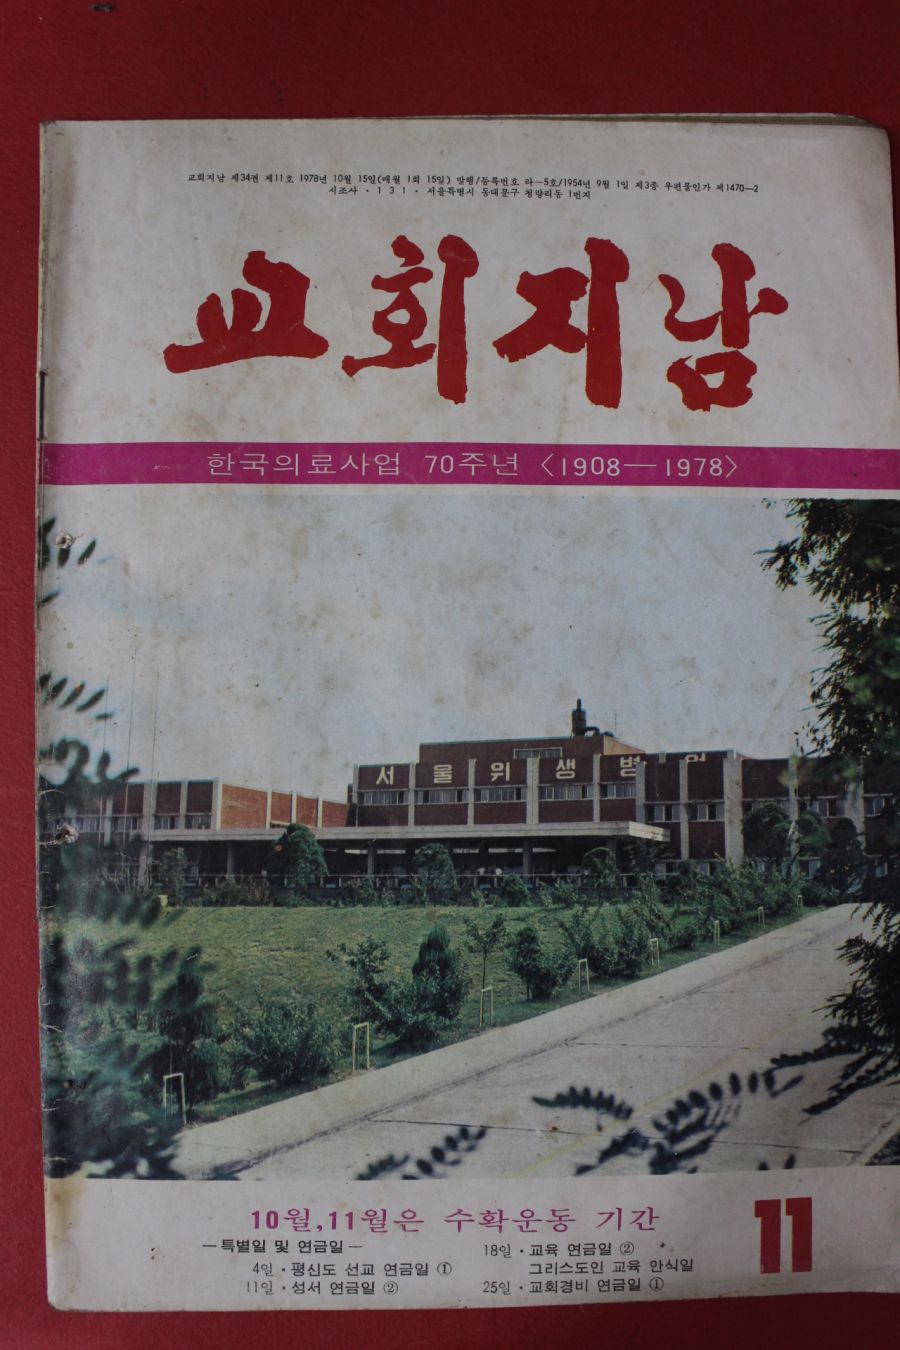 교회지남 제34권 제11호 1978년 10월 15일(매월 1회 15일) 발행/등록번호 라—5호/1954년 9월 1일 제3종 우편물인가 제1470—2
시조사 · 131 · 서울특별시 동대문구 청량리동 1번지
교회지남
한국의료사업 70주년 〈1908—1978〉
서울위생병원
10월,11월은 수확운동 기간
—특별일 및 연금일—
4일 · 평신도 선교 연금일 ①
11일 · 성서 연금일 ②
18일 · 교육 연금일 ②
그리스도인 교육 안식일
25일 · 교회경비 연금일 ①
11